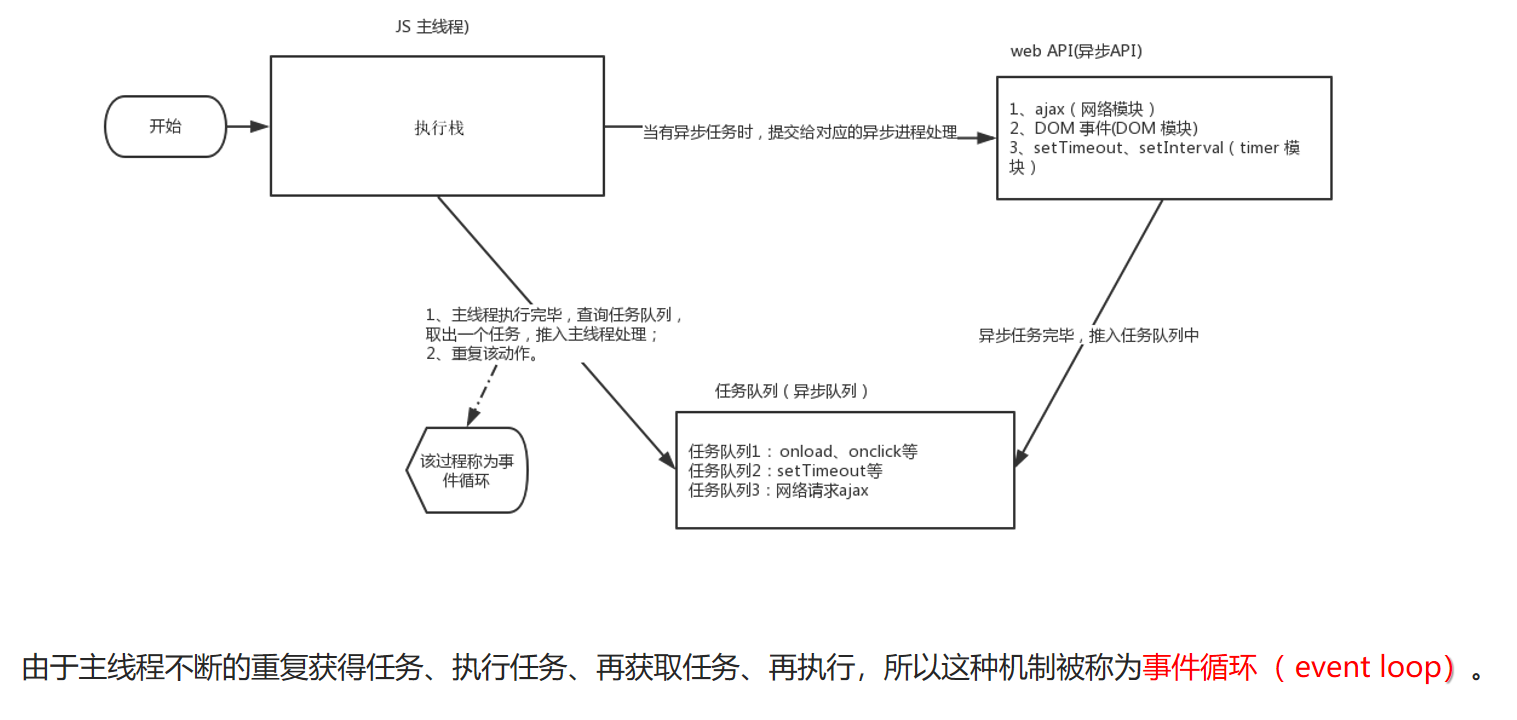 JS 主线程)
web API(异步API)
开始
执行栈
当有异步任务时，提交给对应的异步进程处理
1、ajax（网络模块）
2、DOM 事件(DOM 模块)
3、setTimeout、setInterval（timer 模
块）
1、主线程执行完毕，查询任务队列，
取出一个任务，推入主线程处理；
2、重复该动作。
异步任务完毕，推入任务队列中
任务队列（异步队列）
任务队列1： onload、onclick等
任务队列2：setTimeout等
任务队列3：网络请求ajax
该过程称为事
件循环
由于主线程不断的重复获得任务、执行任务、再获取任务、再执行，所以这种机制被称为事件循环（ event loop）。